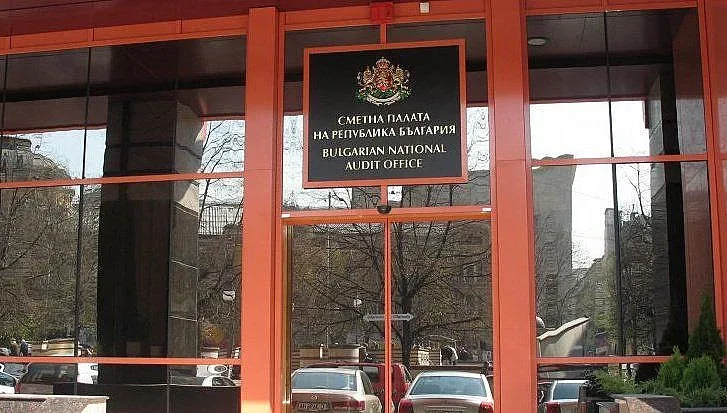 СМЕТНА ПАЛАТА
НА РЕПУБЛИКА БЪЛГАРИЯ
BULGARIAN NATIONAL
AUDIT OFFICE